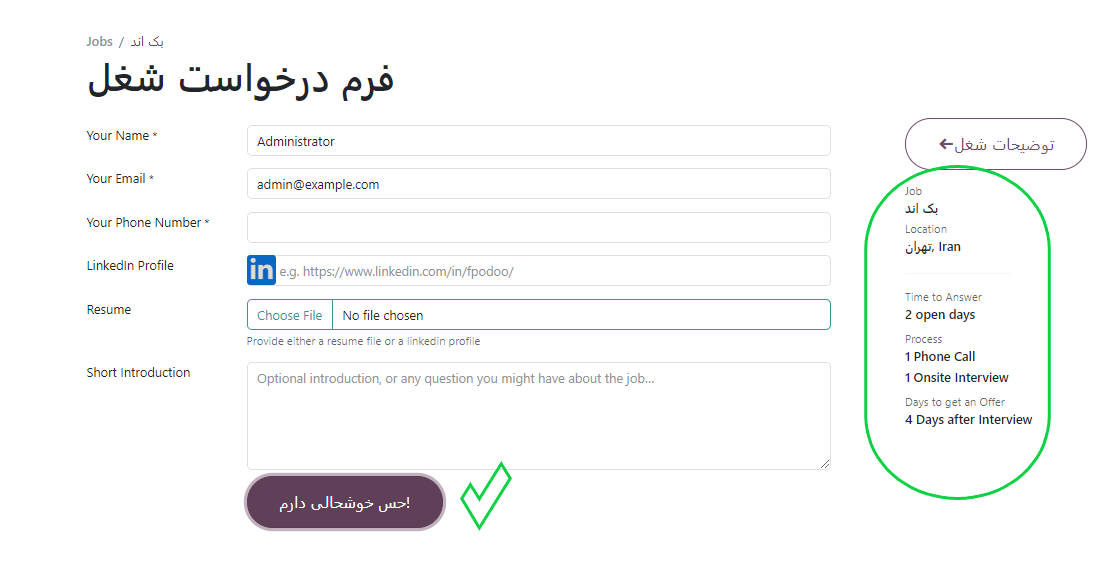 Jobs / بک اند
فرم درخواست شغل
Your Name *
Administrator
Your Email *
admin@example.com
Your Phone Number *
LinkedIn Profile
in
e.g. https://www.linkedin.com/in/fpodoo/
Resume
Choose File No file chosen
Provide either a resume file or a linkedin profile
Short Introduction
Optional introduction, or any question you might have about the job...
حس خوشحالی دارم!
توضیحات شغل
Job
بک اند
Location
تهران, Iran
Time to Answer
2 open days
Process
1 Phone Call
1 Onsite Interview
Days to get an Offer
4 Days after Interview